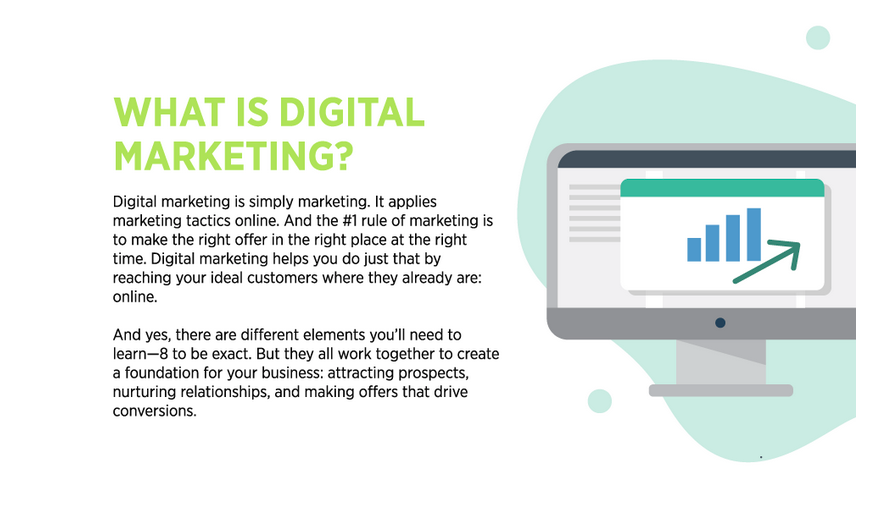 WHAT IS DIGITAL
MARKETING?
Digital marketing is simply marketing. It applies
marketing tactics online. And the #1 rule of marketing is
to make the right offer in the right place at the right
time. Digital marketing helps you do just that by
reaching your ideal customers where they already are:
online.
And yes, there are different elements you’ll need to
learn—8 to be exact. But they all work together to create
a foundation for your business: attracting prospects,
nurturing relationships, and making offers that drive
conversions.